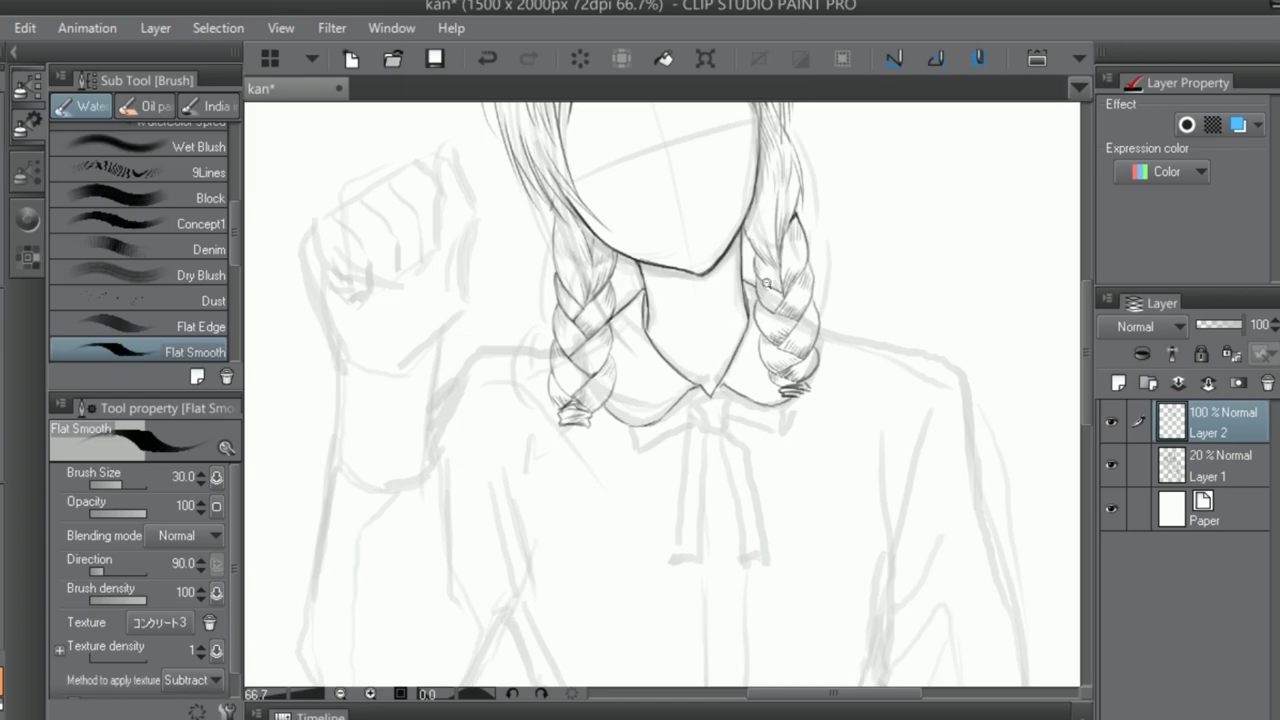 kan* (1500 x 2000px 72dpi 66.7%) - CLIP STUDIO PAINT PRO
Edit Animation Layer Selection View Filter Window Help
Sub Tool [Brush]
kan*
Layer Property
Water Oil pa India i
Effect
Wet Blush
Expression color
9Lines
Color
Block
Concept1
Denim
Dry Blush
Dust
Layer
Flat Edge
Normal 100
Flat Smooth
Tool property [Flat Smo
100 % Normal
Layer 2
Flat Smooth
20 % Normal
Layer 1
Brush Size 30.0
Opacity 100
Paper
Blending mode Normal
Direction 90.0
Brush density 100
Texture コンクリート3
Texture density 1
Method to apply texture Subtract
66.7 0.0
Timeline